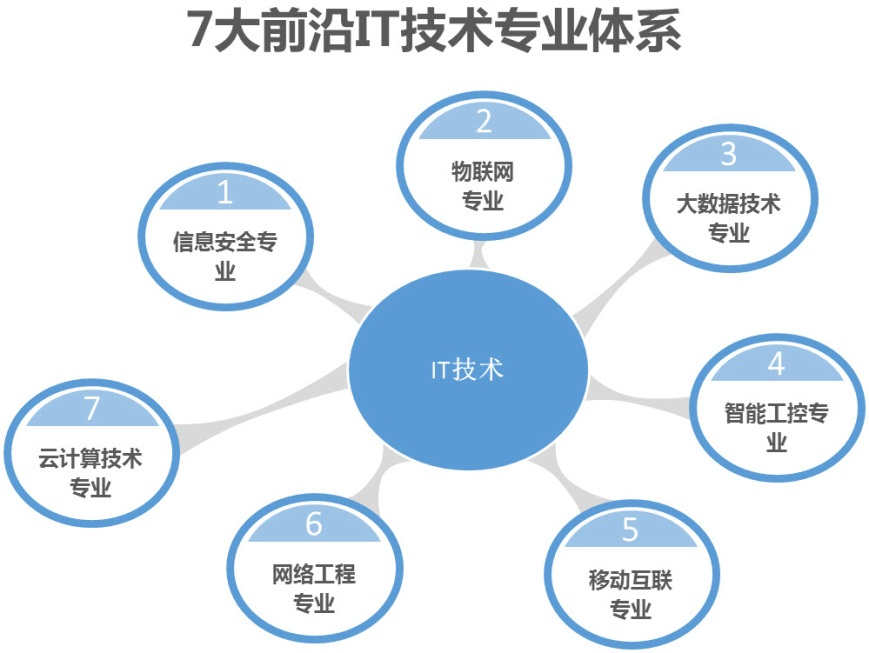 7大前沿IT技术专业体系
1
信息安全专
业
2
物联网
专业
3
大数据技术
专业
IT技术
4
智能工控专
业
5
移动互联
专业
6
网络工程
专业
7
云计算技术
专业